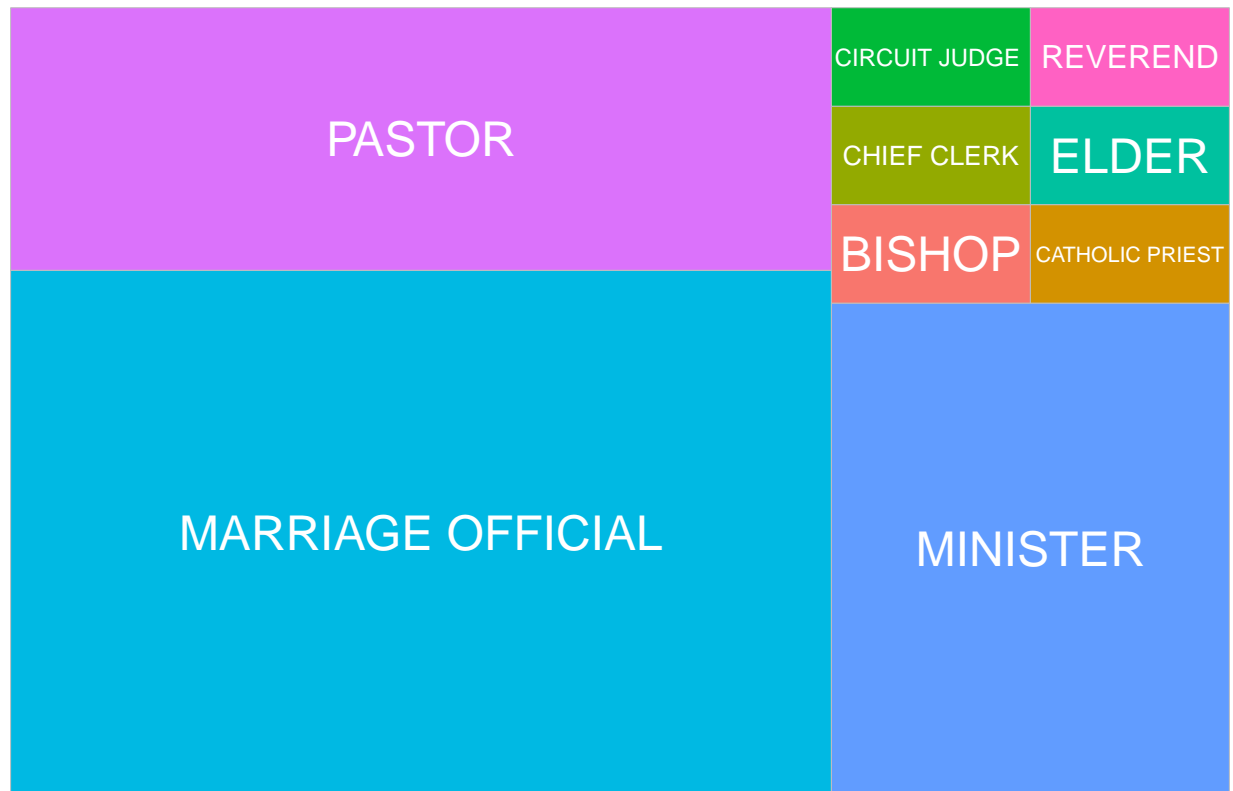 PASTOR
MARRIAGE OFFICIAL
CIRCUIT JUDGE
REVEREND
CHIEF CLERK
ELDER
BISHOP
CATHOLIC PRIEST
MINISTER